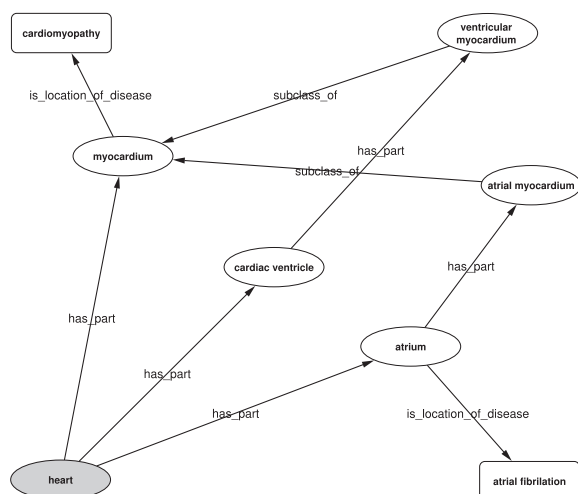 cardiomyopathy
ventricular
myocardium
is_location_of_disease
subclass_of
myocardium
has_part
subclass_of
atrial myocardium
cardiac ventricle
has_part
has_part
atrium
has_part
has_part
is_location_of_disease
heart
atrial fibrilation